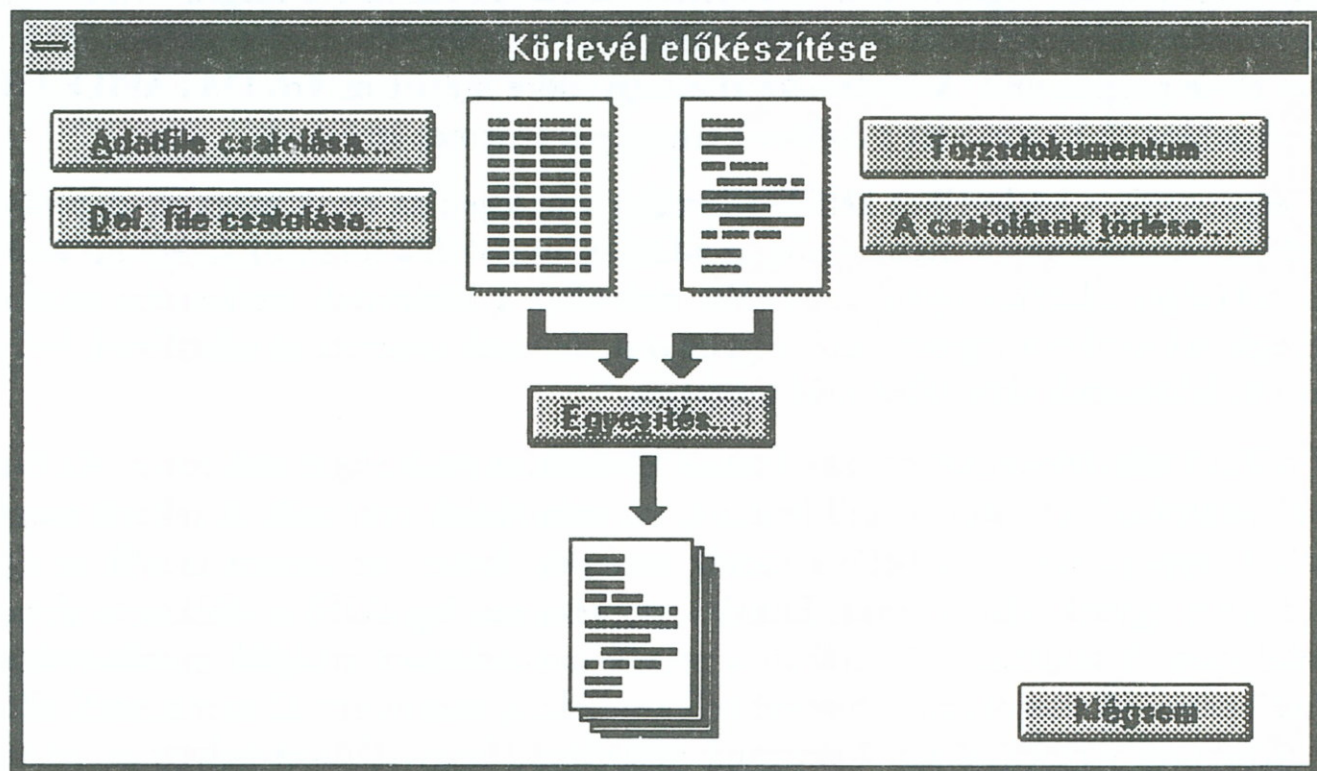 Körlevél előkészítése
Adatfile csatolása...
Def. file csatolása...
Törzsdokumentum
A csatolások törlése...
Egyesítés...
Mégsem